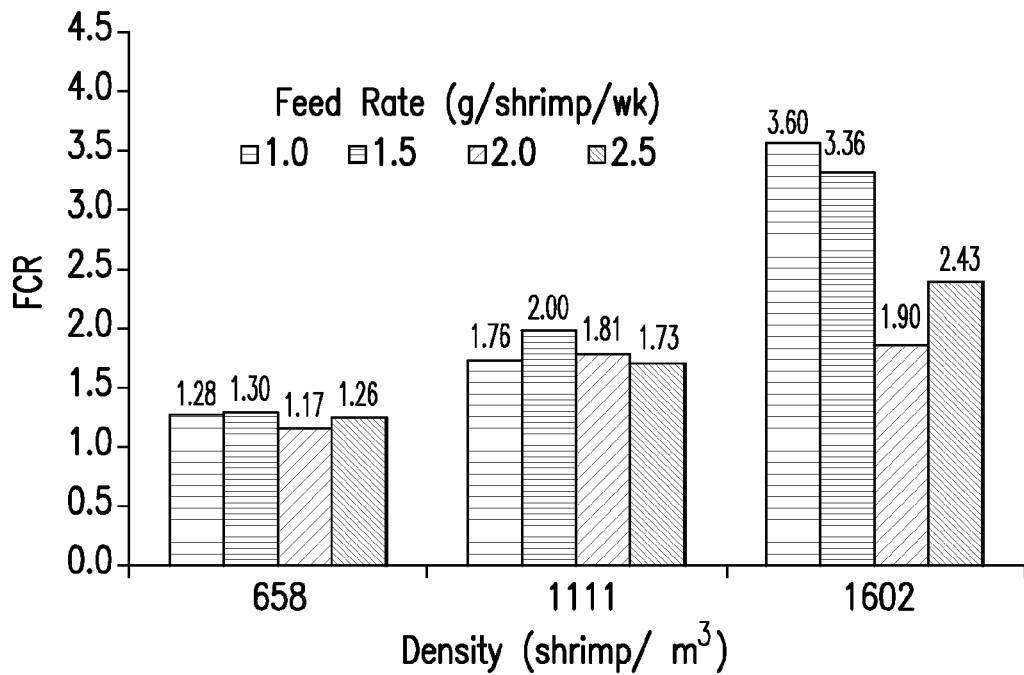 4.5
4.0
3.5
3.0
2.5
2.0
1.5
1.0
0.5
0.0
FCR
Feed Rate (g/shrimp/wk)
1.0 1.5 2.0 2.5
1.28 1.30 1.17 1.26
1.76 2.00 1.81 1.73
3.60 3.36 1.90 2.43
658 1111 1602
Density (shrimp/ m³)